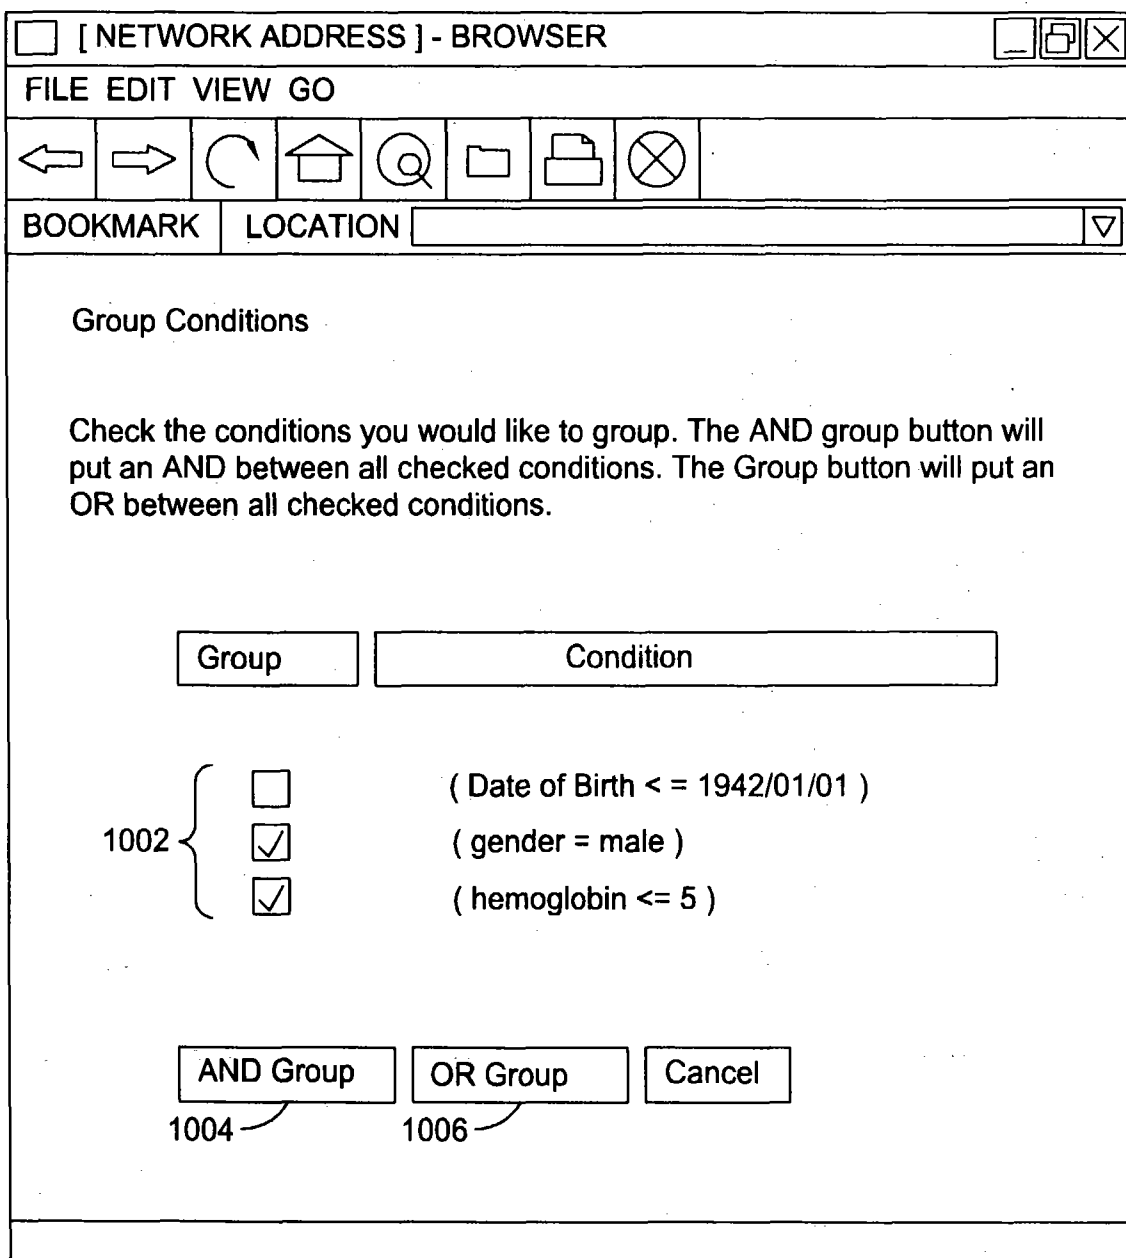 [ NETWORK ADDRESS ] - BROWSER
FILE EDIT VIEW GO
BOOKMARK LOCATION
Group Conditions
Check the conditions you would like to group. The AND group button will
put an AND between all checked conditions. The Group button will put an
OR between all checked conditions.
Group Condition
( Date of Birth < = 1942/01/01 )
1002 ( gender = male )
( hemoglobin <= 5 )
AND Group OR Group Cancel
1004 1006